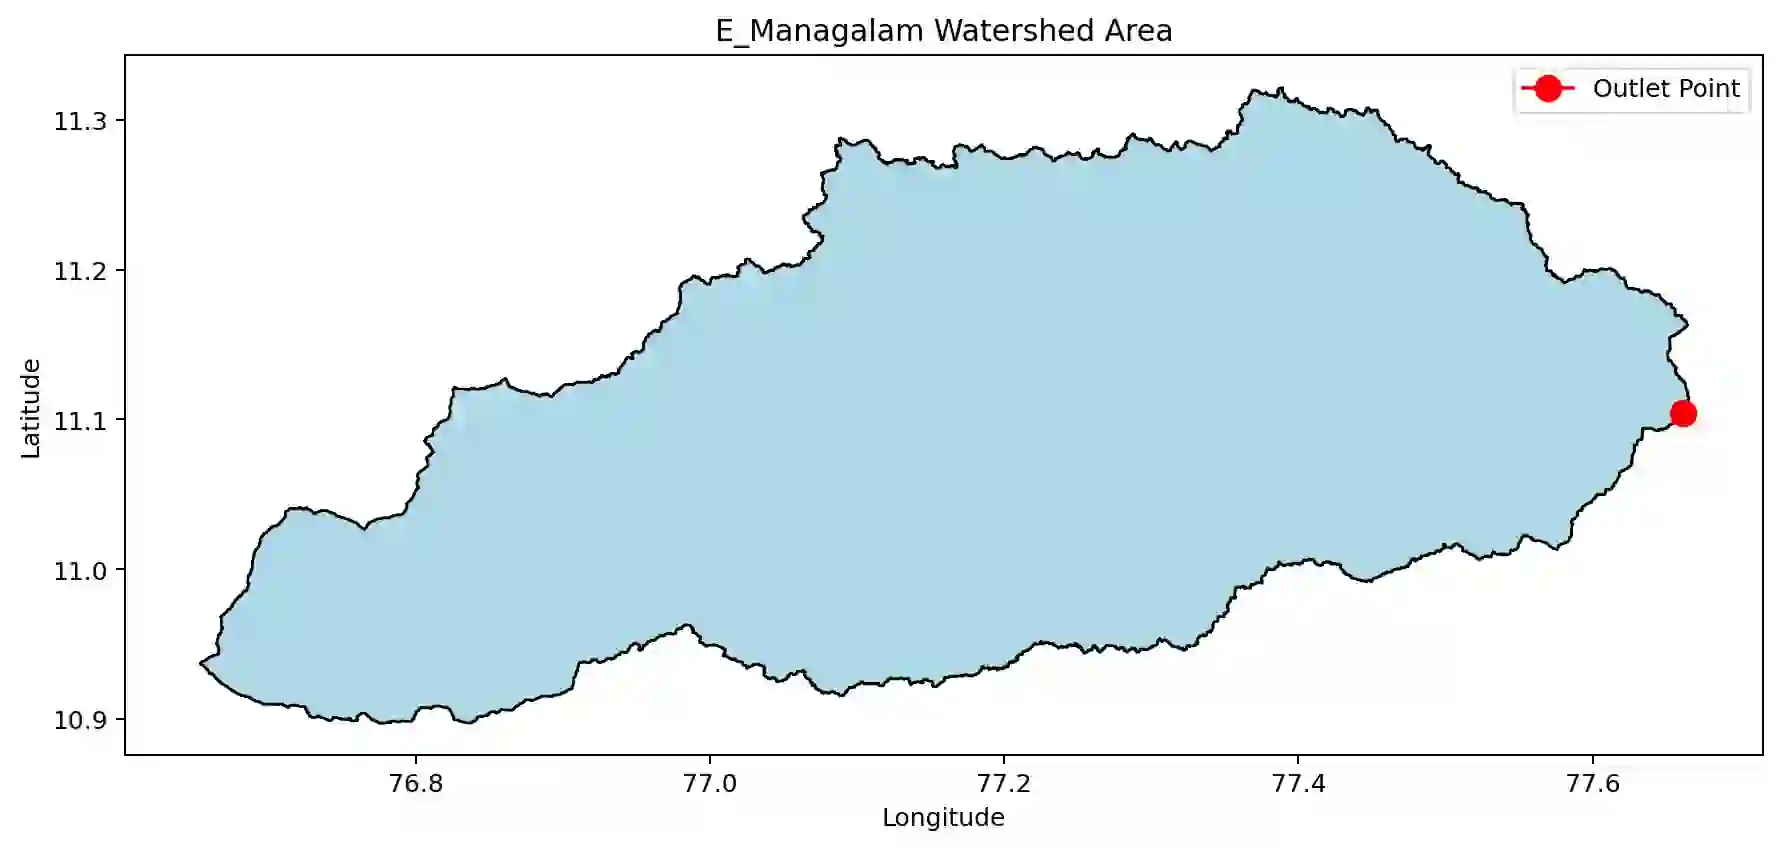 E_Managalam Watershed Area
Outlet Point
11.3
11.2
11.1
11.0
10.9
Latitude
76.8
77.0
77.2
77.4
77.6
Longitude